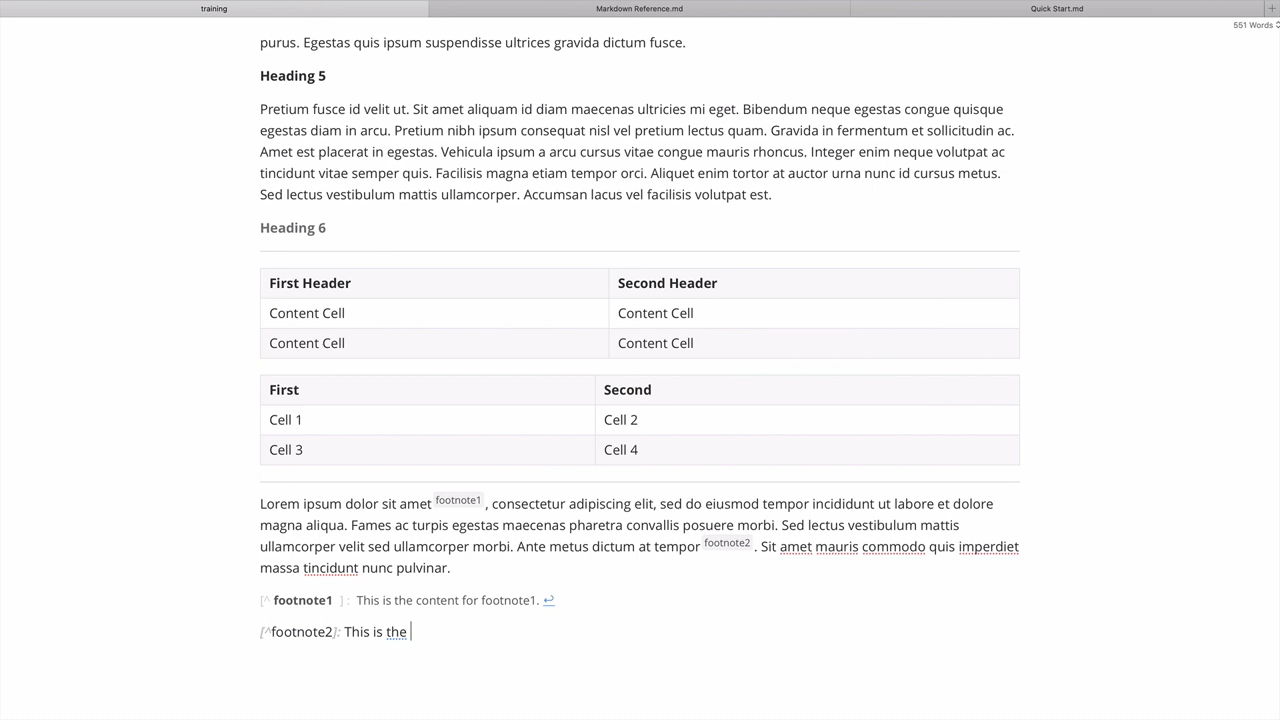 training Markdown Reference.md Quick Start.md +
551 Words
purus. Egestas quis ipsum suspendisse ultrices gravida dictum fusce.
Heading 5
Pretium fusce id velit ut. Sit amet aliquam id diam maecenas ultricies mi eget. Bibendum neque egestas congue quisque
egestas diam in arcu. Pretium nibh ipsum consequat nisl vel pretium lectus quam. Gravida in fermentum et sollicitudin ac.
Amet est placerat in egestas. Vehicula ipsum a arcu cursus vitae congue mauris rhoncus. Integer enim neque volutpat ac
tincidunt vitae semper quis. Facilisis magna etiam tempor orci. Aliquet enim tortor at auctor urna nunc id cursus metus.
Sed lectus vestibulum mattis ullamcorper. Accumsan lacus vel facilisis volutpat est.
Heading 6
First Header Second Header
Content Cell Content Cell
Content Cell Content Cell
First Second
Cell 1 Cell 2
Cell 3 Cell 4
Lorem ipsum dolor sit amet footnote1 , consectetur adipiscing elit, sed do eiusmod tempor incididunt ut labore et dolore
magna aliqua. Fames ac turpis egestas maecenas pharetra convallis posuere morbi. Sed lectus vestibulum mattis
ullamcorper velit sed ullamcorper morbi. Ante metus dictum at tempor footnote2 . Sit amet mauris commodo quis imperdiet
massa tincidunt nunc pulvinar.
[^ footnote1 ] : This is the content for footnote1. ↩
[^footnote2]: This is the